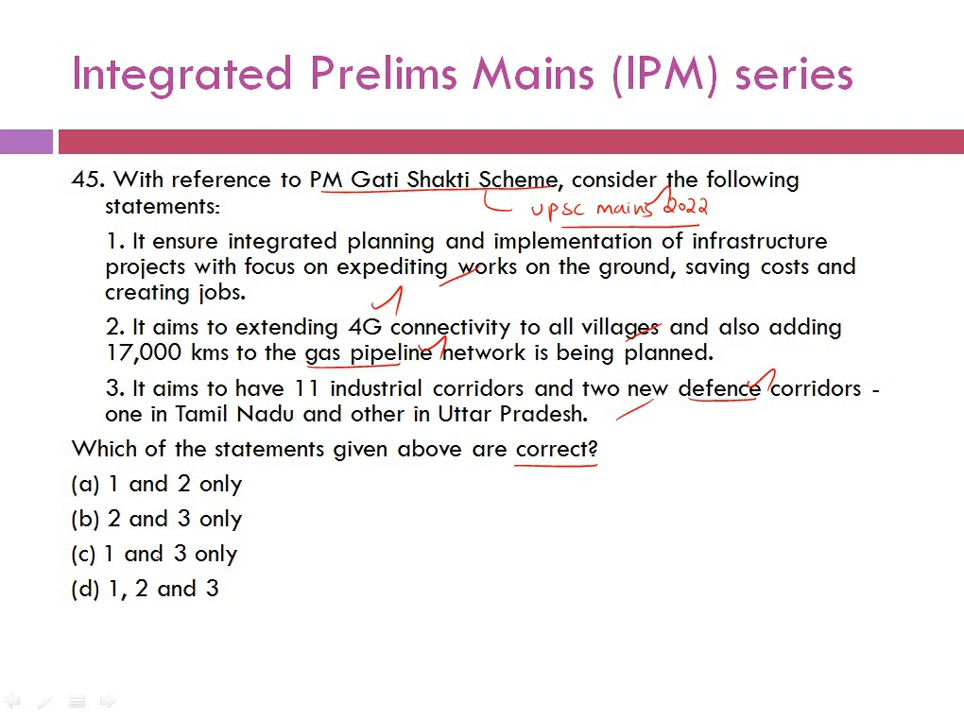 Integrated Prelims Mains (IPM) series
45. With reference to PM Gati Shakti Scheme, consider the following
statements:
UPSC mains 2022
1. It ensure integrated planning and implementation of infrastructure
projects with focus on expediting works on the ground, saving costs and
creating jobs.
2. It aims to extending 4G connectivity to all villages and also adding
17,000 kms to the gas pipeline network is being planned.
3. It aims to have 11 industrial corridors and two new defence corridors -
one in Tamil Nadu and other in Uttar Pradesh.
Which of the statements given above are correct?
(a) 1 and 2 only
(b) 2 and 3 only
(c) 1 and 3 only
(d) 1, 2 and 3